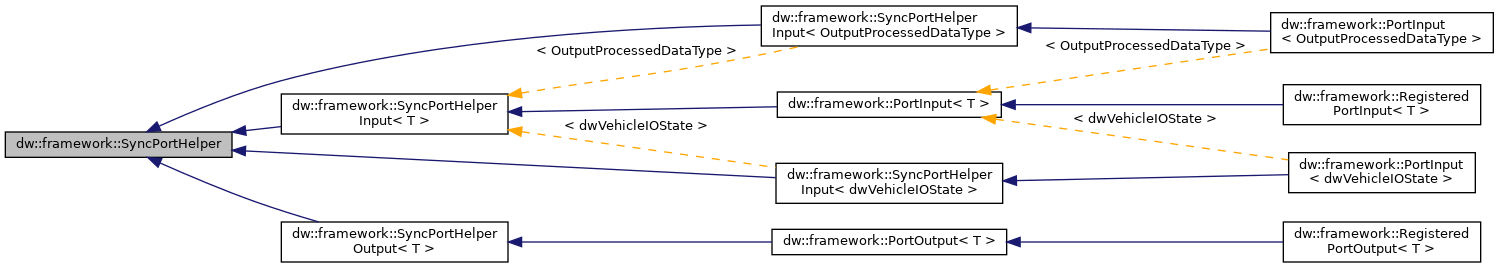 dw::framework::SyncPortHelper
dw::framework::SyncPortHelper
Input< T >
dw::framework::SyncPortHelper
Output< T >
< OutputProcessedDataType >
< dwVehicleIOState >
dw::framework::SyncPortHelper
Input< OutputProcessedDataType >
dw::framework::PortInput< T >
dw::framework::SyncPortHelper
Input< dwVehicleIOState >
dw::framework::PortOutput< T >
< OutputProcessedDataType >
< dwVehicleIOState >
dw::framework::PortInput
< OutputProcessedDataType >
dw::framework::Registered
PortInput< T >
dw::framework::PortInput
< dwVehicleIOState >
dw::framework::Registered
PortOutput< T >